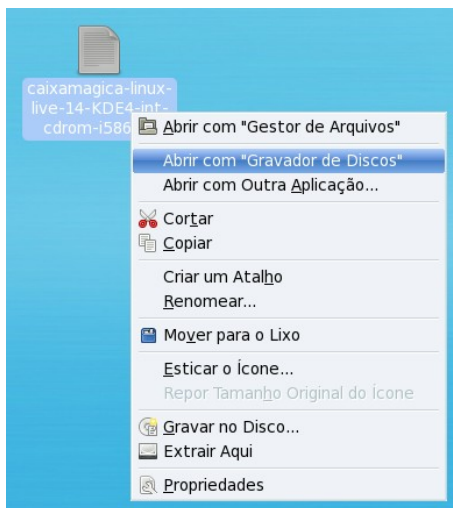 caixamagica-linux-
live-14-KDE4-int-
cdrom-i586
Abrir com "Gestor de Arquivos"
Abrir com "Gravador de Discos"
Abrir com Outra Aplicação...
Cortar
Copiar
Criar um Atalho
Renomear...
Mover para o Lixo
Esticar o Ícone...
Repor Tamanho Original do Ícone
Gravar no Disco...
Extrair Aqui
Propriedades